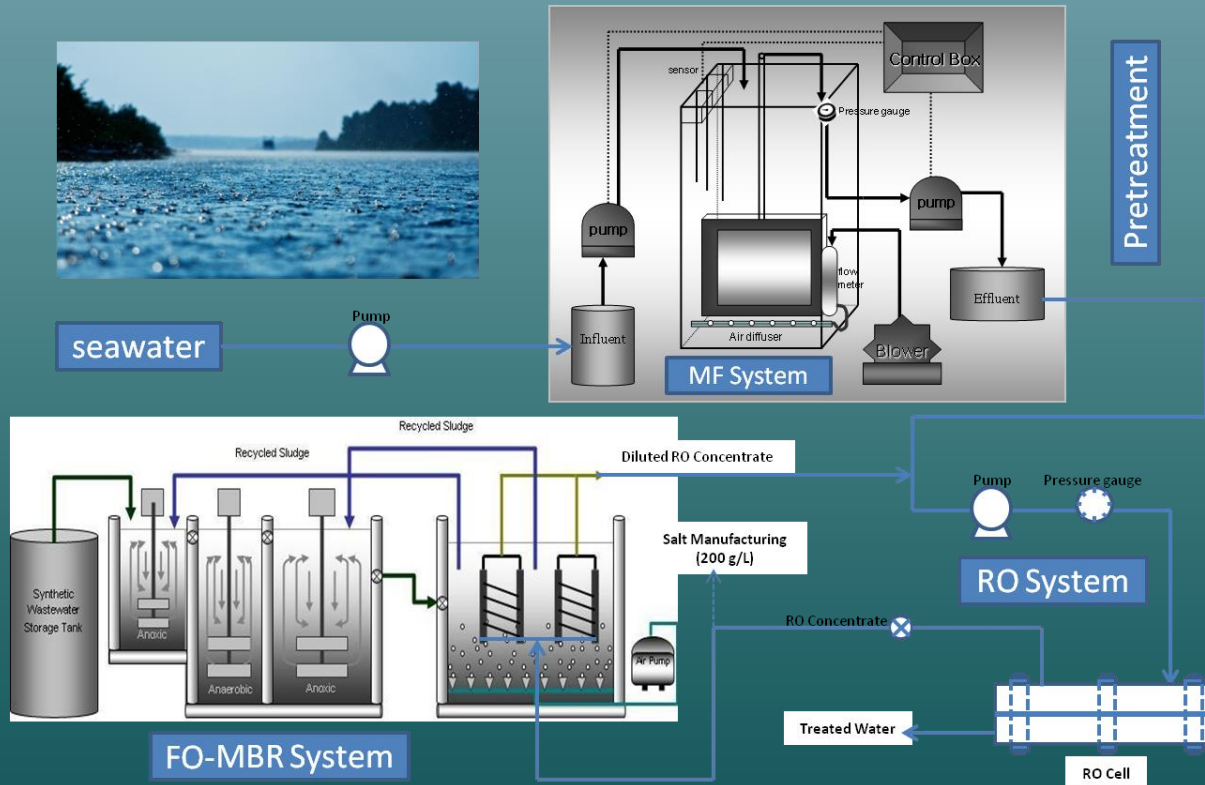 sensor
Control Box
Pressure gauge
pump
pump
flow
meter
Effluent
Influent
Air diffuser
Blower
MF System
Pretreatment
seawater
Pump
Recycled Sludge
Recycled Sludge
Diluted RO Concentrate
Pump
Pressure gauge
Salt Manufacturing
(200 g/L)
RO System
RO Concentrate
Synthetic
Wastewater
Storage Tank
Anoxic
Anaerobic
Anoxic
Air Pump
Treated Water
FO-MBR System
RO Cell